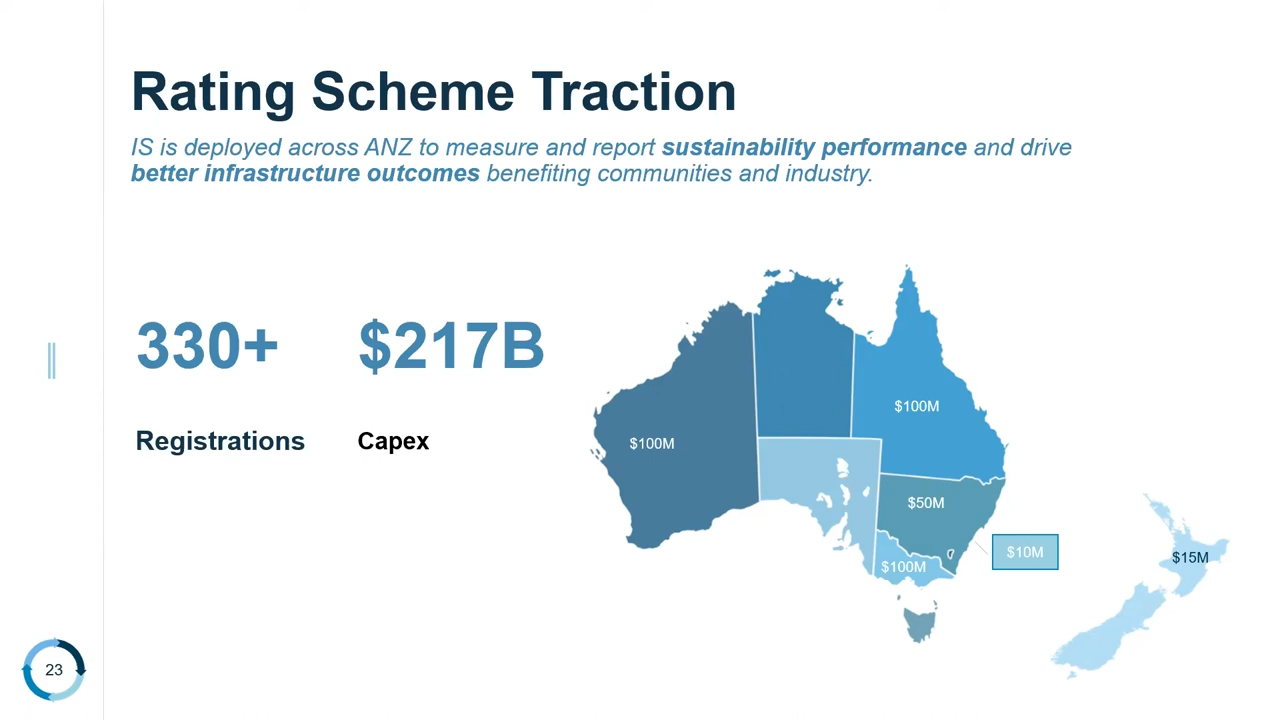 Rating Scheme Traction
IS is deployed across ANZ to measure and report sustainability performance and drive
better infrastructure outcomes benefiting communities and industry.
330+
$217B
Registrations
Capex
$100M
$100M
$50M
$10M
$100M
$15M
23